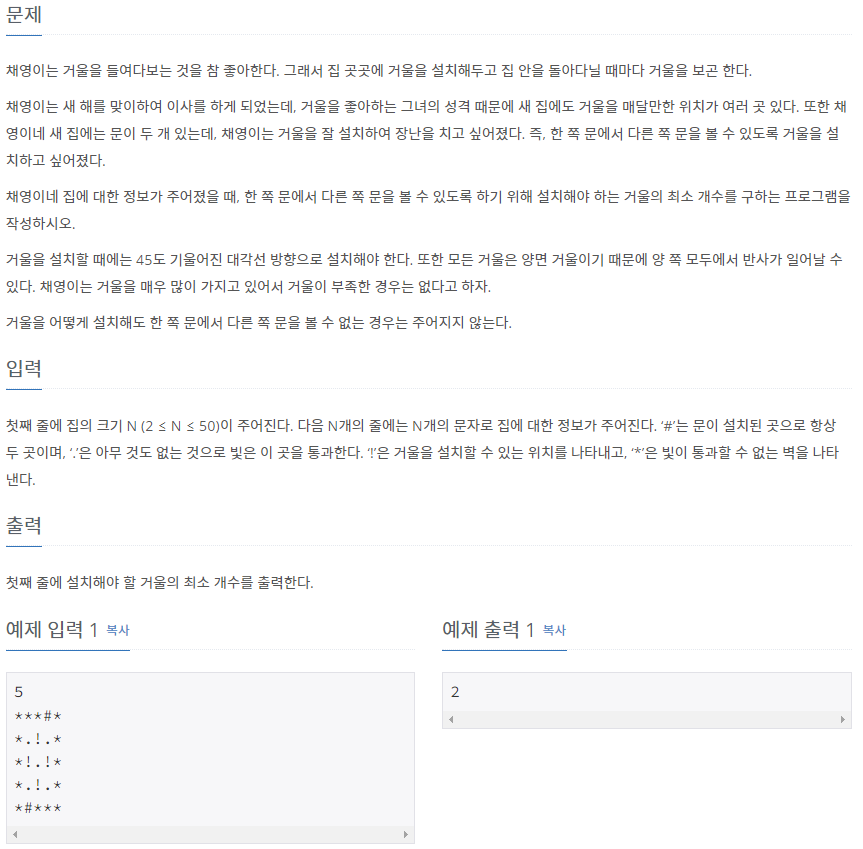 문제
채영이는 거울을 들여다보는 것을 참 좋아한다. 그래서 집 곳곳에 거울을 설치해두고 집 안을 돌아다닐 때마다 거울을 보곤 한다.
채영이는 새 해를 맞이하여 이사를 하게 되었는데, 거울을 좋아하는 그녀의 성격 때문에 새 집에도 거울을 매달만한 위치가 여러 곳 있다. 또한 채
영이네 새 집에는 문이 두 개 있는데, 채영이는 거울을 잘 설치하여 장난을 치고 싶어졌다. 즉, 한 쪽 문에서 다른 쪽 문을 볼 수 있도록 거울을 설
치하고 싶어졌다.
채영이네 집에 대한 정보가 주어졌을 때, 한 쪽 문에서 다른 쪽 문을 볼 수 있도록 하기 위해 설치해야 하는 거울의 최소 개수를 구하는 프로그램을
작성하시오.
거울을 설치할 때에는 45도 기울어진 대각선 방향으로 설치해야 한다. 또한 모든 거울은 양면 거울이기 때문에 양 쪽 모두에서 반사가 일어날 수
있다. 채영이는 거울을 매우 많이 가지고 있어서 거울이 부족한 경우는 없다고 하자.
거울을 어떻게 설치해도 한 쪽 문에서 다른 쪽 문을 볼 수 없는 경우는 주어지지 않는다.
입력
첫째 줄에 집의 크기 N (2 ≤ N ≤ 50)이 주어진다. 다음 N개의 줄에는 N개의 문자로 집에 대한 정보가 주어진다. ‘#’는 문이 설치된 곳으로 항상
두 곳이며, ‘.’은 아무 것도 없는 것으로 빛은 이 곳을 통과한다. ‘!’은 거울을 설치할 수 있는 위치를 나타내고, ‘*’은 빛이 통과할 수 없는 벽을 나타
낸다.
출력
첫째 줄에 설치해야 할 거울의 최소 개수를 출력한다.
예제 입력 1 복사
5
***#*
*.!.*
*!.!*
*.!.*
*#***
예제 출력 1 복사
2